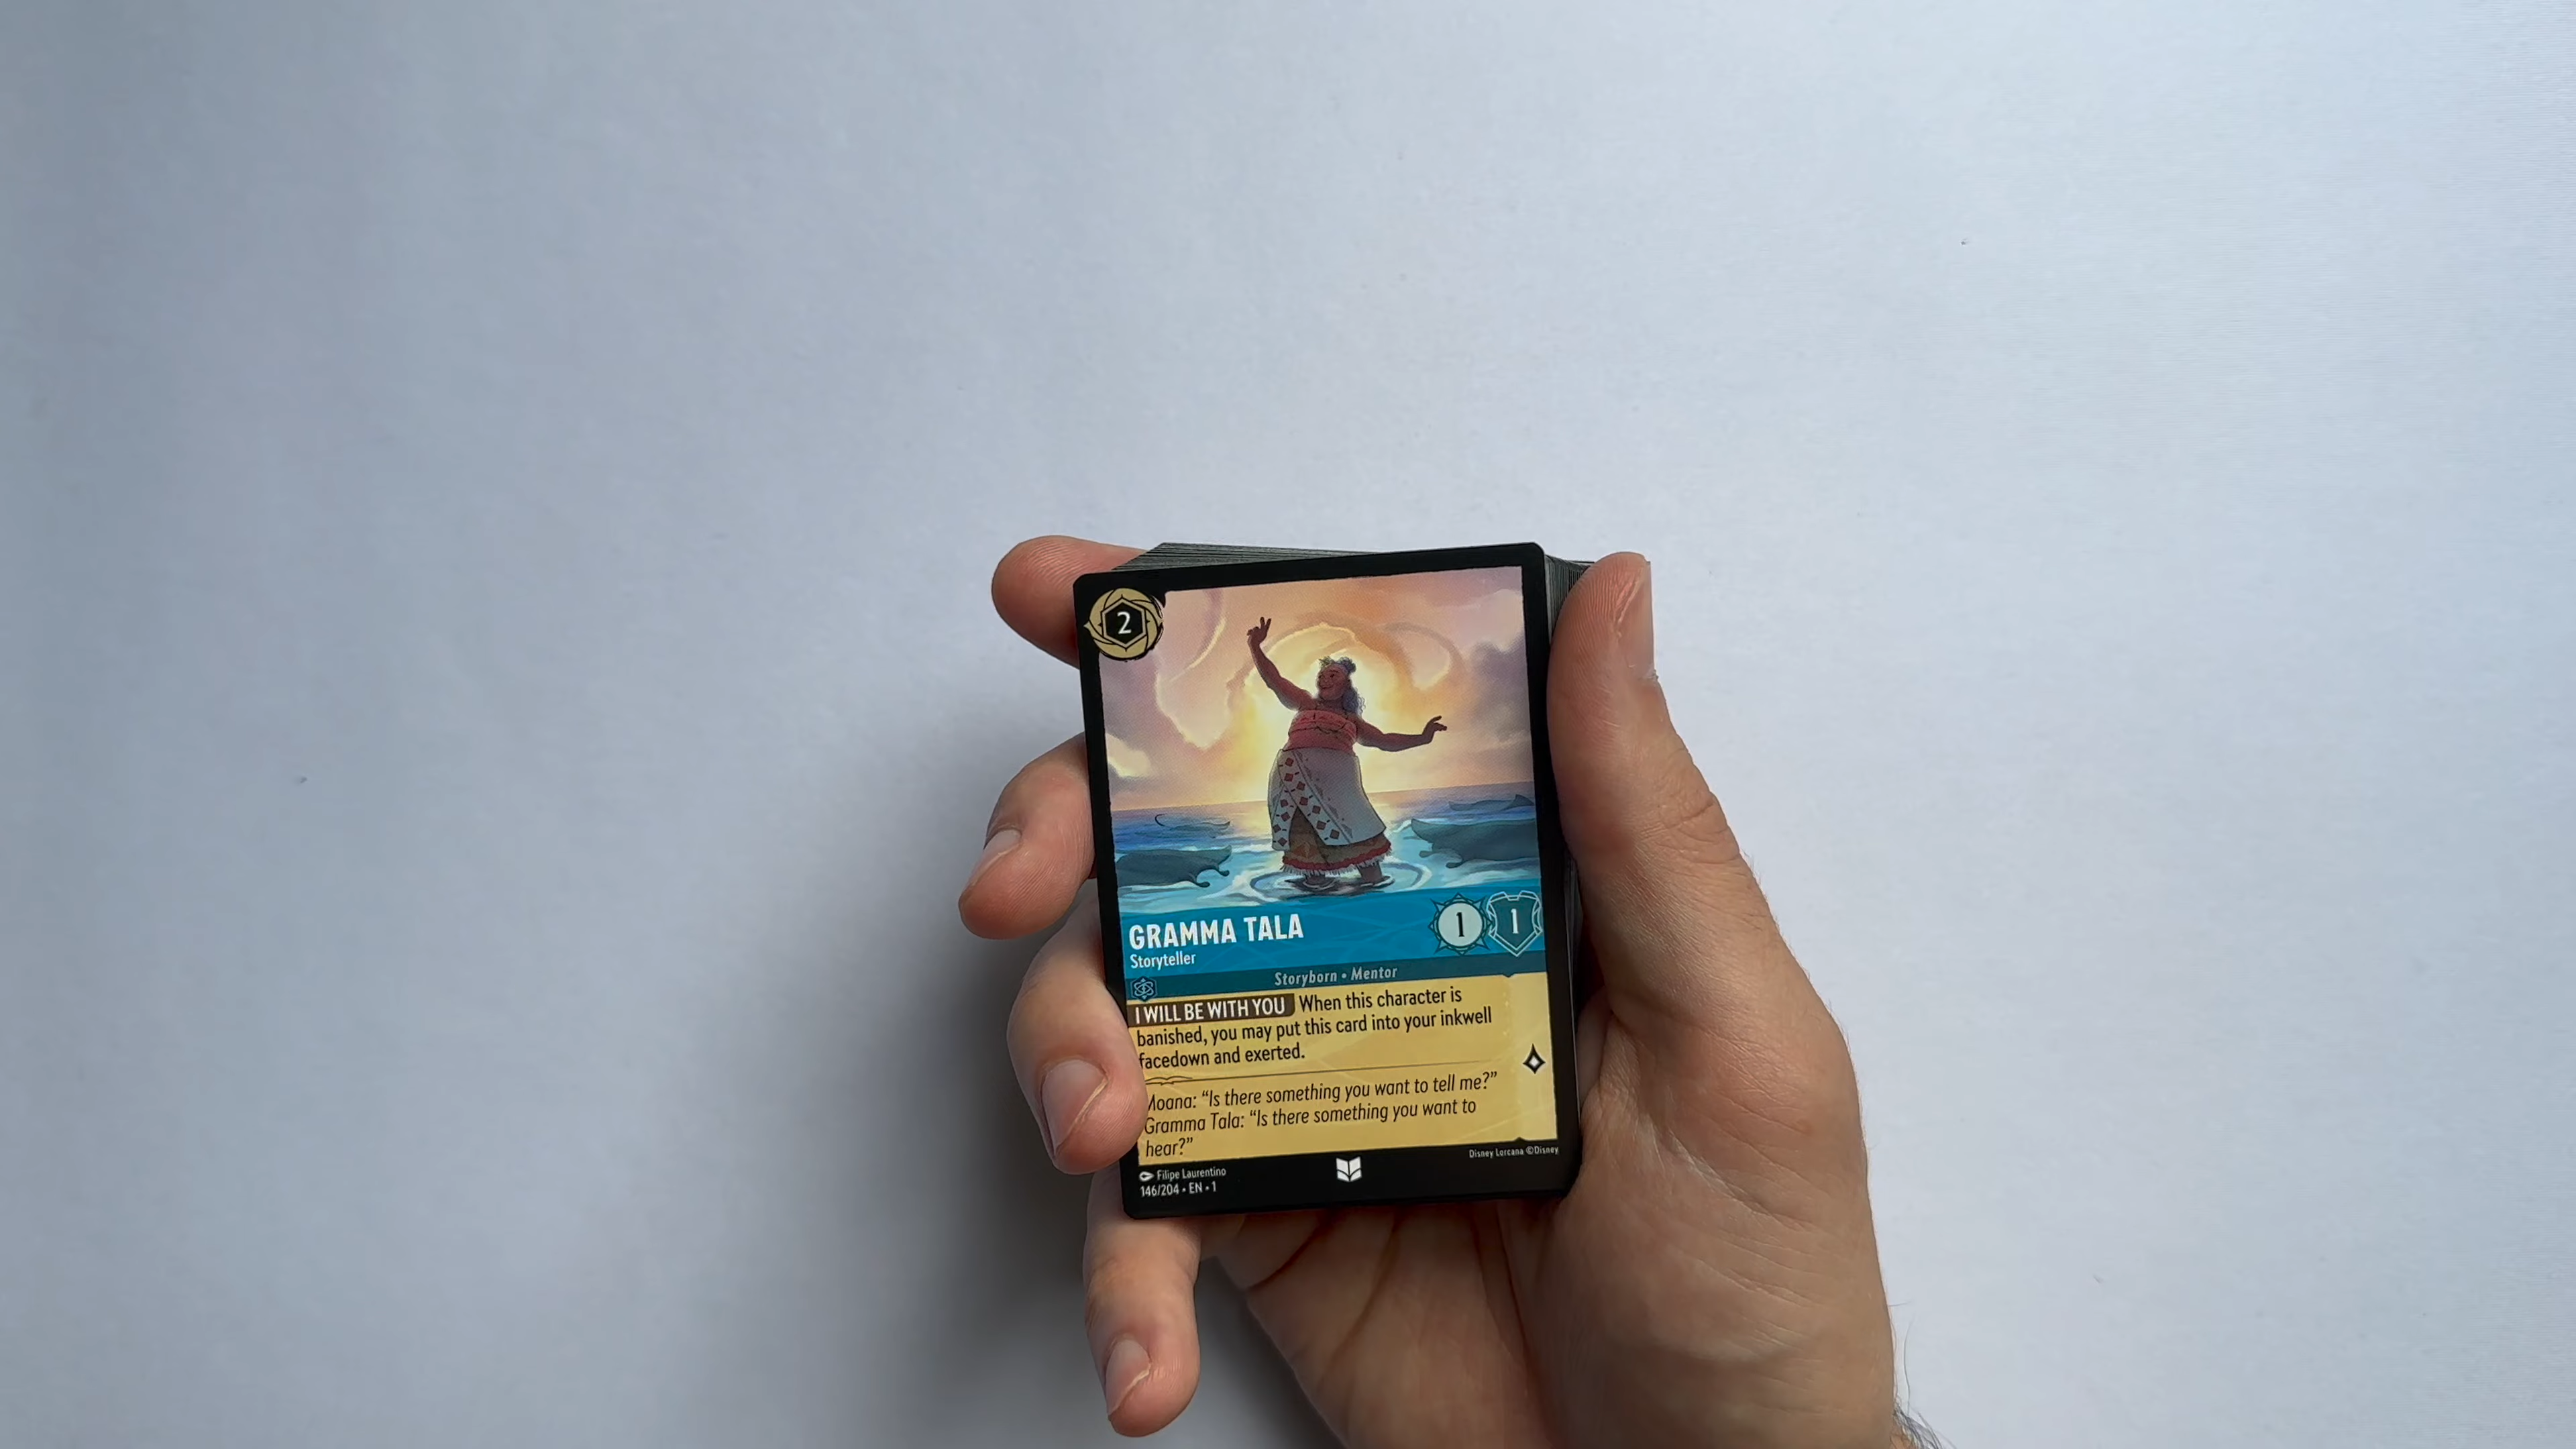 2
GRAMMA TALA
Storyteller
1 1
Storyborn • Mentor
I WILL BE WITH YOU When this character is
banished, you may put this card into your inkwell
facedown and exerted.
Moana: “Is there something you want to tell me?”
Gramma Tala: “Is there something you want to
hear?”
Filipe Laurentino
146/204 • EN • 1
Disney Lorcana ©Disney